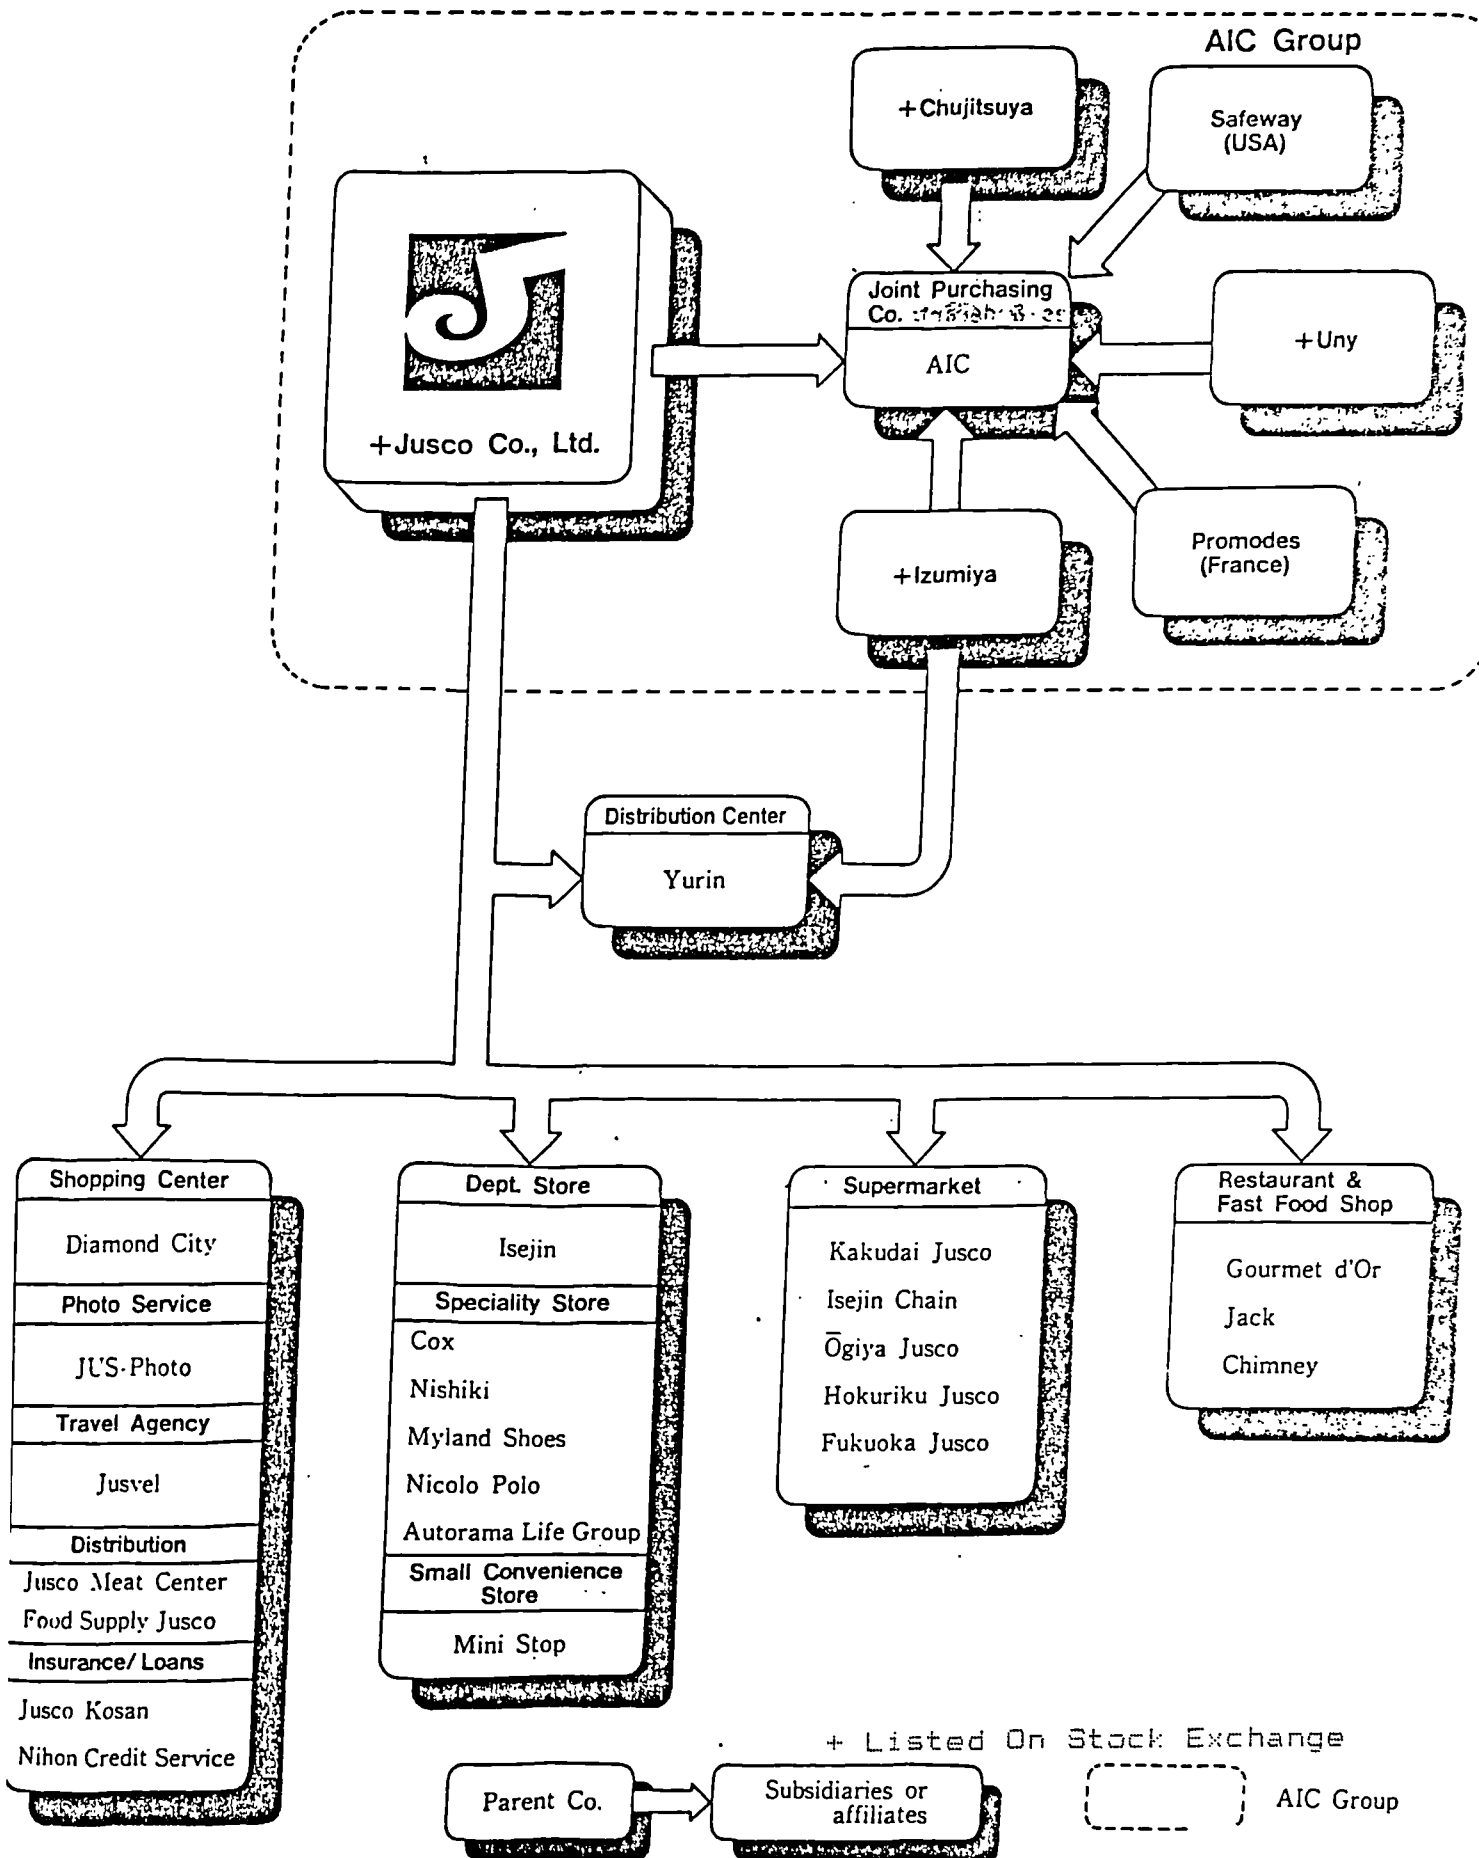 AIC Group
+Chujitsuya
Safeway
(USA)
+Jusco Co., Ltd.
Joint Purchasing
Co.
AIC
+Uny
+Izumiya
Promodes
(France)
Distribution Center
Yurin
Shopping Center
Diamond City
Photo Service
JUS-Photo
Travel Agency
Jusvel
Distribution
Jusco Meat Center
Food Supply Jusco
Insurance/Loans
Jusco Kosan
Nihon Credit Service
Dept. Store
Isejin
Speciality Store
Cox
Nishiki
Myland Shoes
Nicolo Polo
Autorama Life Group
Small Convenience
Store
Mini Stop
Supermarket
Kakudai Jusco
Isejin Chain
Ōgiya Jusco
Hokuriku Jusco
Fukuoka Jusco
Restaurant &
Fast Food Shop
Gourmet d'Or
Jack
Chimney
+ Listed On Stock Exchange
Parent Co.
Subsidiaries or
affiliates
AIC Group